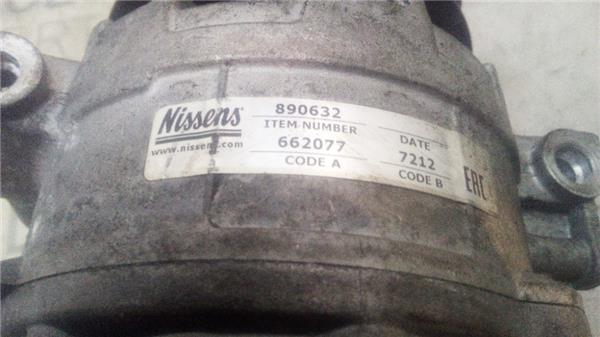 Nissens
www.nissens.com
890632
ITEM NUMBER
662077
CODE A
DATE
7212
CODE B
EAC